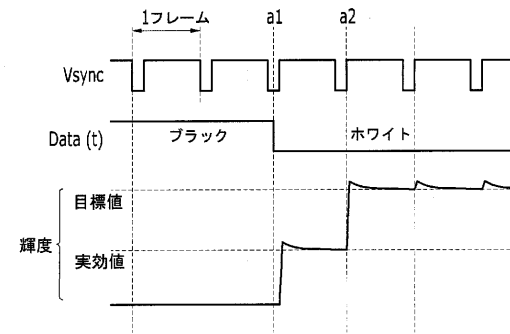 1フレーム
a1
a2
Vsync
Data (t)
ブラック
ホワイト
目標値
輝度
実効値